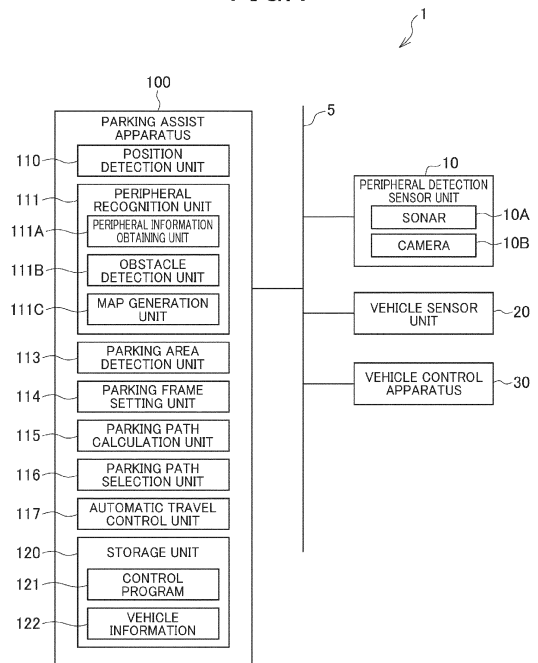 1
100
5
PARKING ASSIST
APPARATUS
110
POSITION
DETECTION UNIT
111
PERIPHERAL
RECOGNITION UNIT
111A
PERIPHERAL INFORMATION
OBTAINING UNIT
111B
OBSTACLE
DETECTION UNIT
111C
MAP GENERATION
UNIT
113
PARKING AREA
DETECTION UNIT
114
PARKING FRAME
SETTING UNIT
115
PARKING PATH
CALCULATION UNIT
116
PARKING PATH
SELECTION UNIT
117
AUTOMATIC TRAVEL
CONTROL UNIT
120
STORAGE UNIT
121
CONTROL
PROGRAM
122
VEHICLE
INFORMATION
10
PERIPHERAL DETECTION
SENSOR UNIT
SONAR
10A
CAMERA
10B
VEHICLE SENSOR
UNIT
20
VEHICLE CONTROL
APPARATUS
30